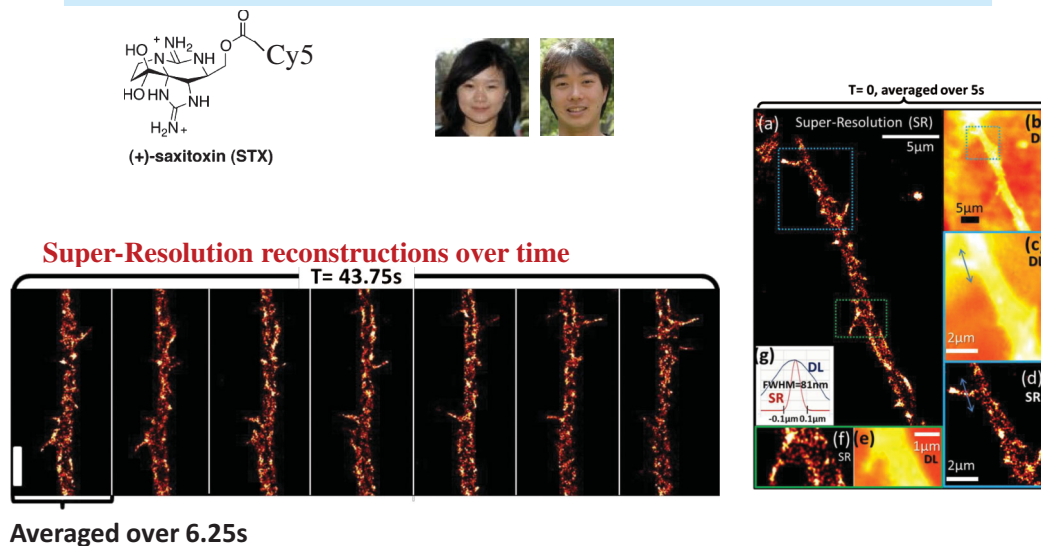 O
HO
+
NH₂
N
NH
O
Cy5
HO
HN
NH
H₂N
+
(+)-saxitoxin (STX)
Super-Resolution reconstructions over time
T= 43.75s
Averaged over 6.25s
T= 0, averaged over 5s
(a)
Super-Resolution (SR)
5µm
(b)
DL
5µm
(c)
DL
2µm
(g)
DL
FWHM=81nm
SR
-0.1µm 0.1µm
(d)
SR
2µm
(f)
SR
(e)
1µm
DL